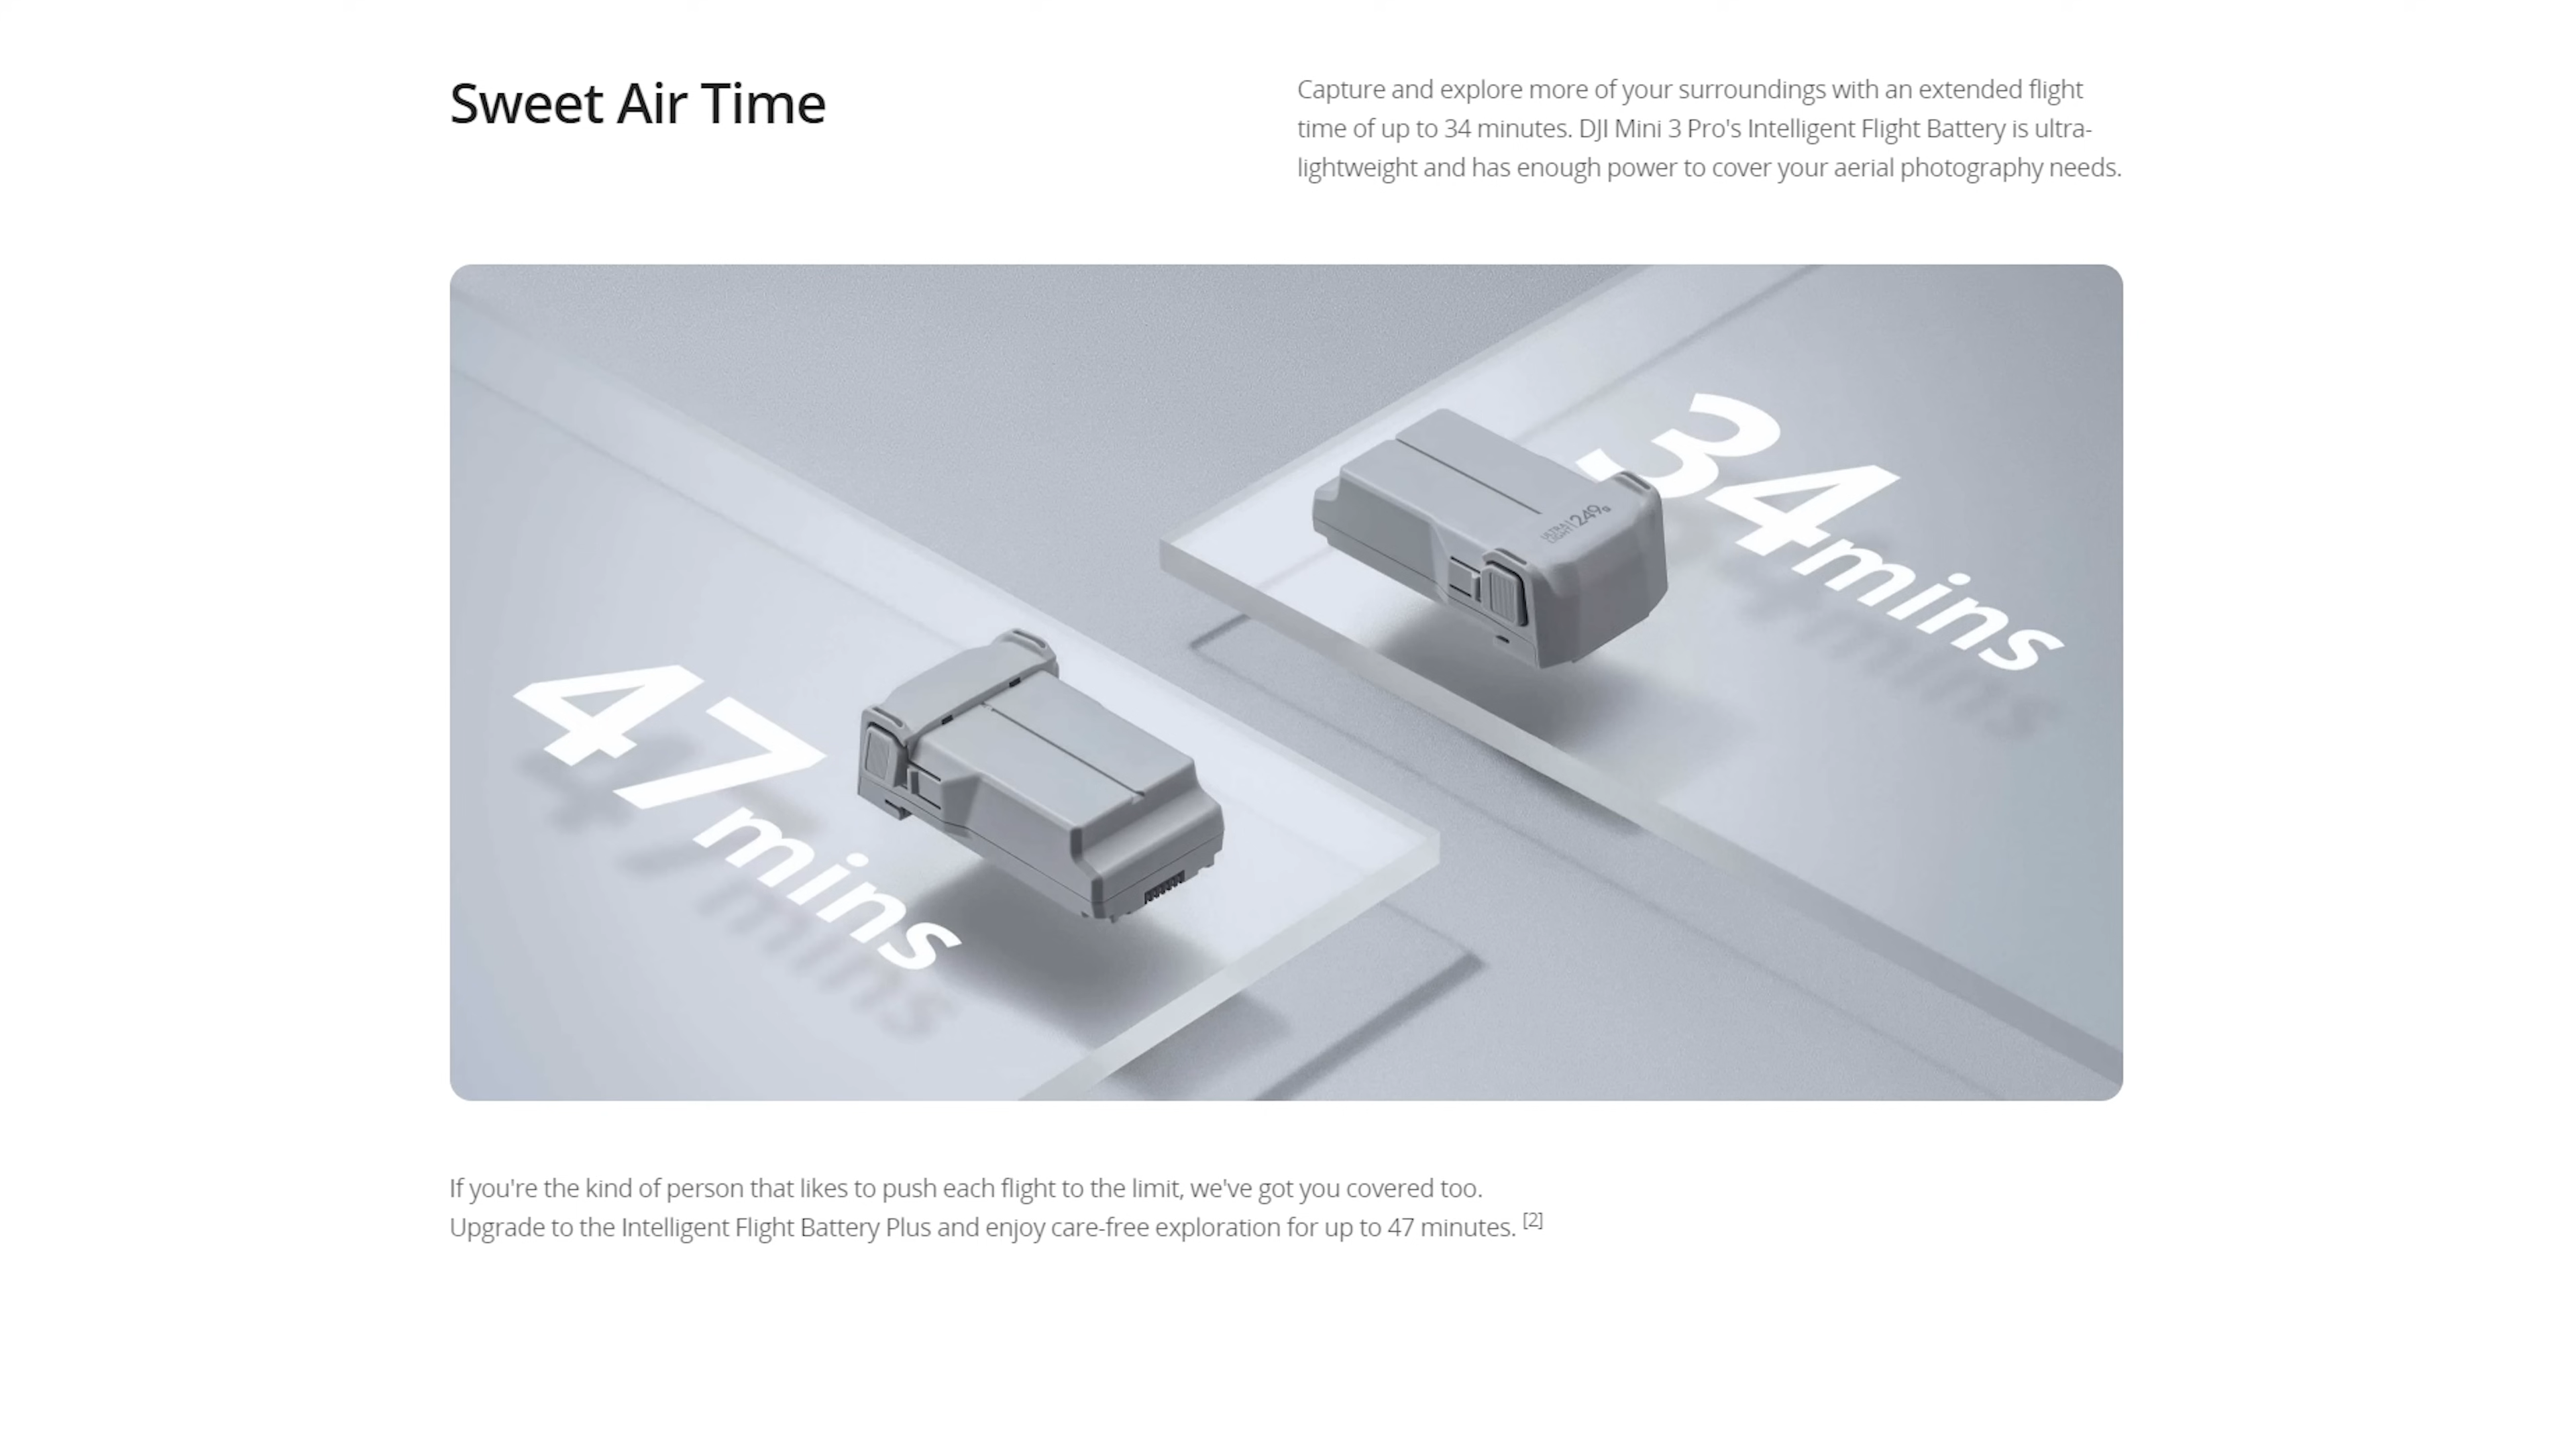 Sweet Air Time
Capture and explore more of your surroundings with an extended flight
time of up to 34 minutes. DJI Mini 3 Pro's Intelligent Flight Battery is ultra-
lightweight and has enough power to cover your aerial photography needs.
34mins
ULTRA LIGHT 249g
47 mins
If you're the kind of person that likes to push each flight to the limit, we've got you covered too.
Upgrade to the Intelligent Flight Battery Plus and enjoy care-free exploration for up to 47 minutes. [2]